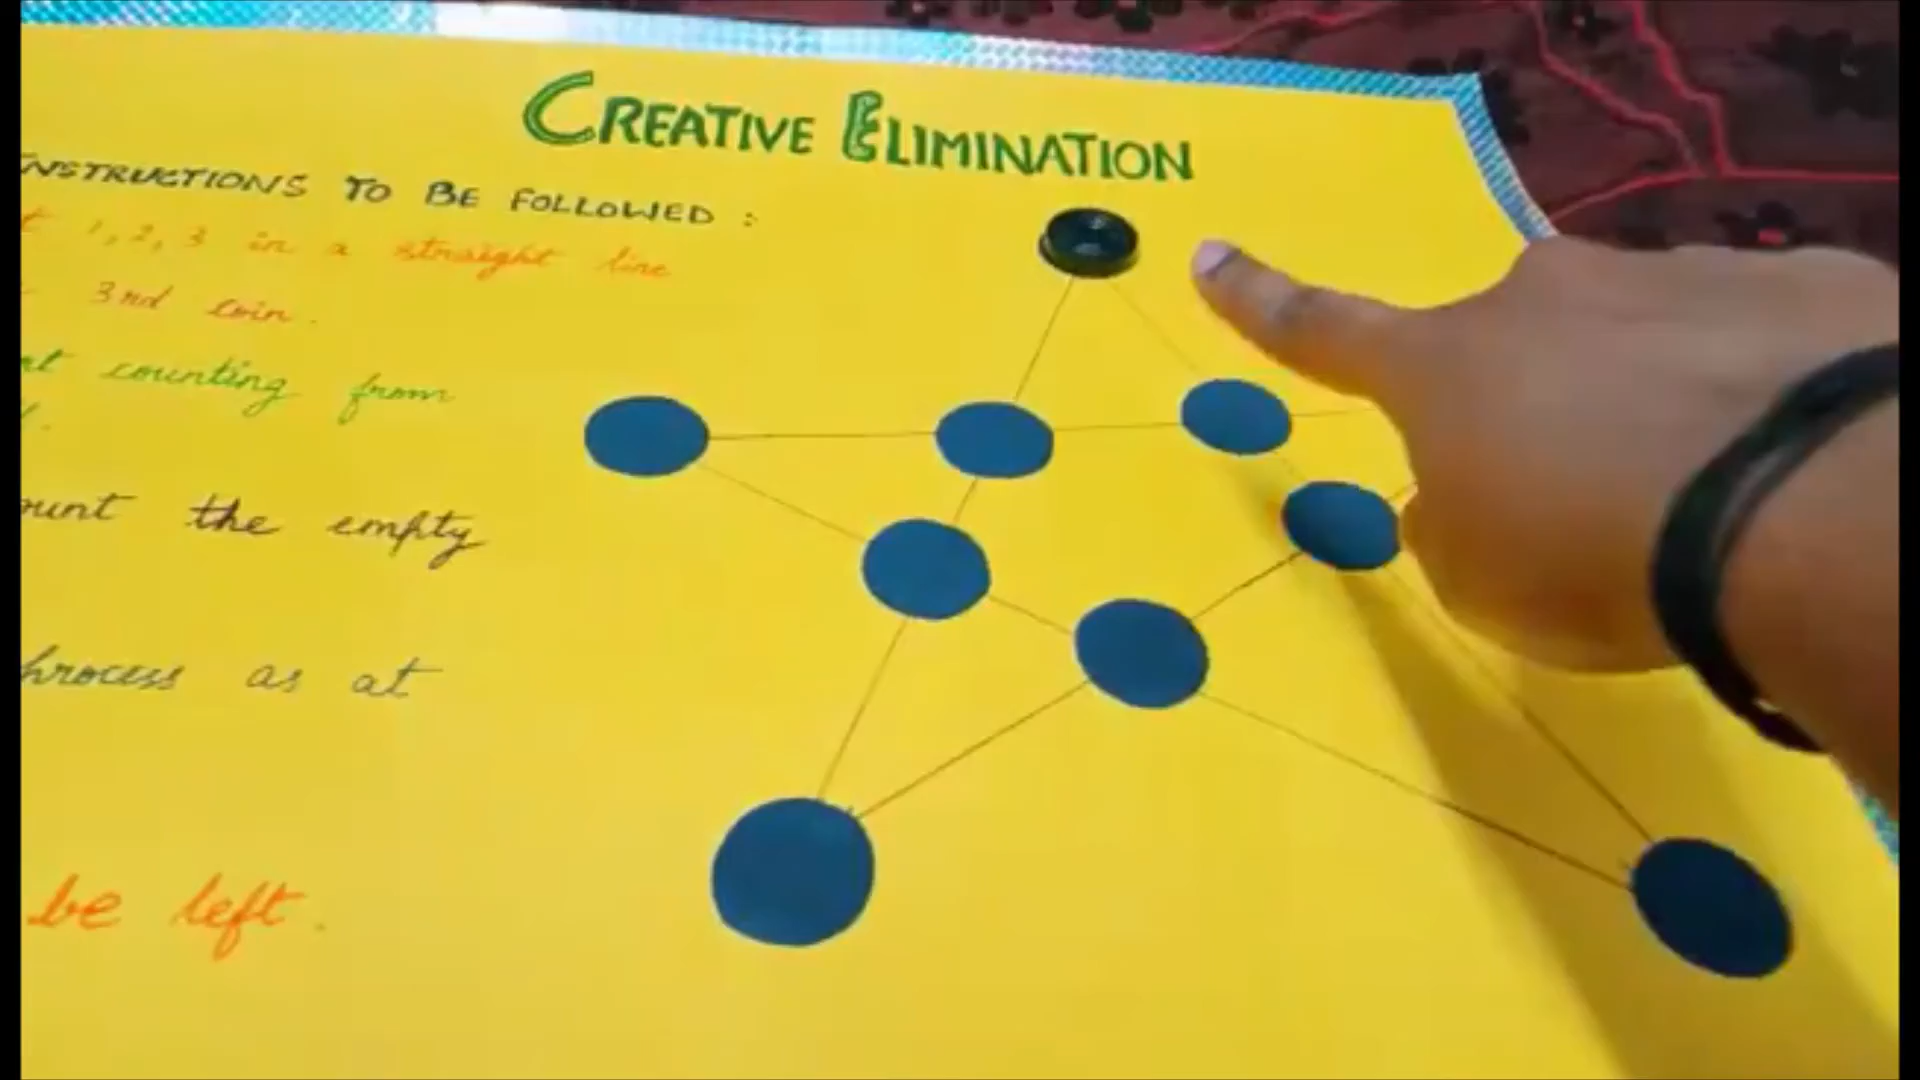 CREATIVE ELIMINATION
INSTRUCTIONS TO BE FOLLOWED :
1, 2, 3 in a straight line
3rd coin.
counting from
the empty
process as at
be left.